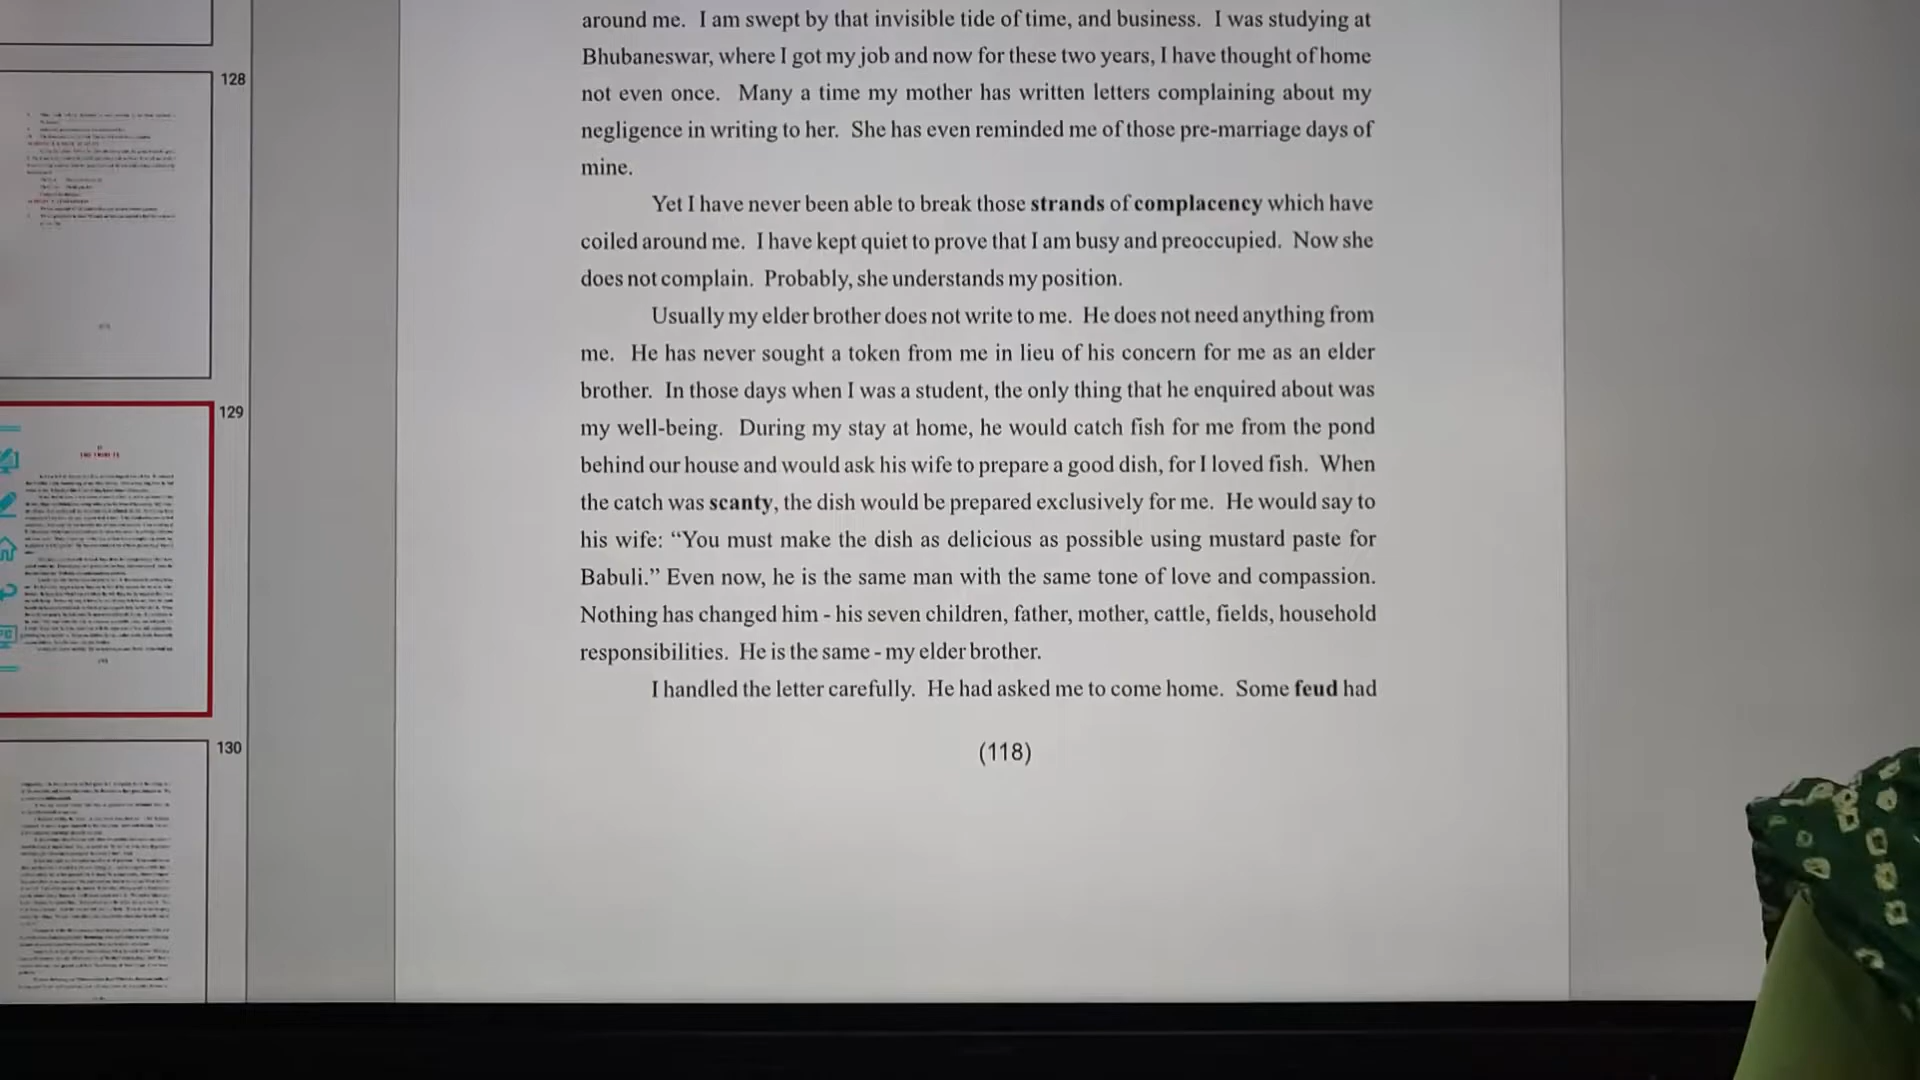 around me. I am swept by that invisible tide of time, and business. I was studying at
Bhubaneswar, where I got my job and now for these two years, I have thought of home
not even once. Many a time my mother has written letters complaining about my
negligence in writing to her. She has even reminded me of those pre-marriage days of
mine.
Yet I have never been able to break those strands of complacency which have
coiled around me. I have kept quiet to prove that I am busy and preoccupied. Now she
does not complain. Probably, she understands my position.
Usually my elder brother does not write to me. He does not need anything from
me. He has never sought a token from me in lieu of his concern for me as an elder
brother. In those days when I was a student, the only thing that he enquired about was
my well-being. During my stay at home, he would catch fish for me from the pond
behind our house and would ask his wife to prepare a good dish, for I loved fish. When
the catch was scanty, the dish would be prepared exclusively for me. He would say to
his wife: “You must make the dish as delicious as possible using mustard paste for
Babuli.” Even now, he is the same man with the same tone of love and compassion.
Nothing has changed him - his seven children, father, mother, cattle, fields, household
responsibilities. He is the same - my elder brother.
I handled the letter carefully. He had asked me to come home. Some feud had
(118)
128
129
130